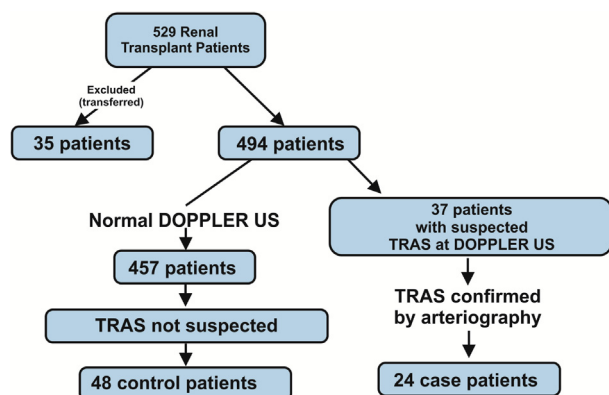 529 Renal
Transplant Patients
Excluded
(transferred)
35 patients
494 patients
Normal DOPPLER US
37 patients
with suspected
TRAS at DOPPLER US
457 patients
TRAS confirmed
by arteriography
TRAS not suspected
48 control patients
24 case patients